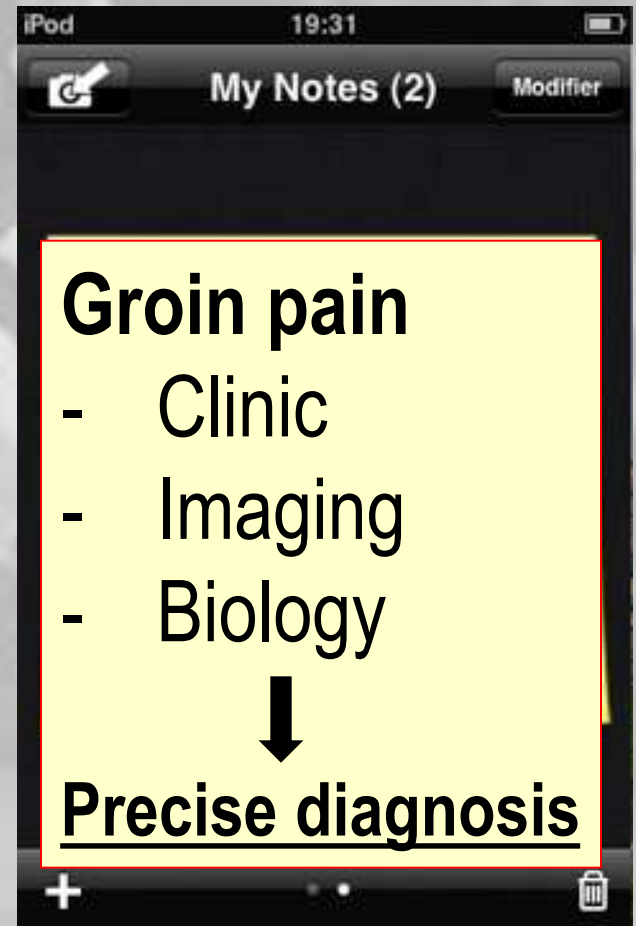 iPod 19:31
My Notes (2) Modifier
Groin pain
- Clinic
- Imaging
- Biology
Precise diagnosis